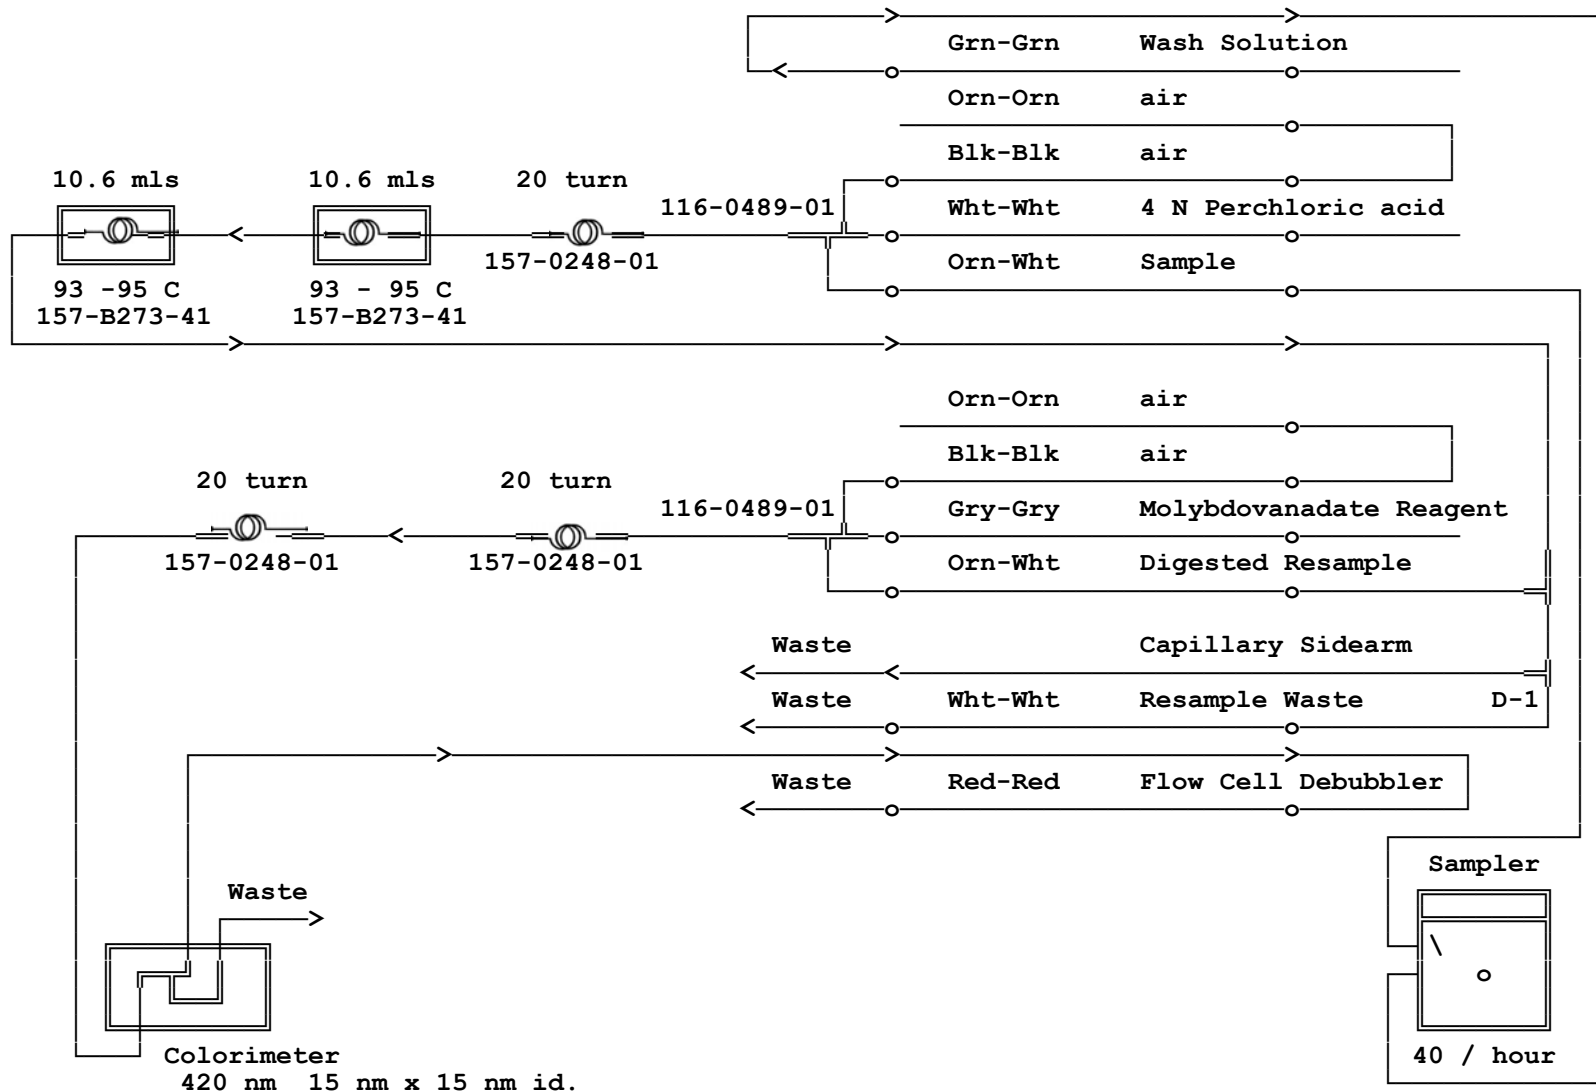 Grn-Grn Wash Solution
Orn-Orn air
Blk-Blk air
10.6 mls 10.6 mls 20 turn
116-0489-01 Wht-Wht 4 N Perchloric acid
157-0248-01 Orn-Wht Sample
93 -95 C 93 - 95 C
157-B273-41 157-B273-41
Orn-Orn air
Blk-Blk air
20 turn 20 turn
116-0489-01 Gry-Gry Molybdovanadate Reagent
157-0248-01 157-0248-01 Orn-Wht Digested Resample
Waste Capillary Sidearm
Waste Wht-Wht Resample Waste D-1
Waste Red-Red Flow Cell Debubbler
Sampler
Waste
Colorimeter 40 / hour
420 nm 15 nm x 15 nm id.